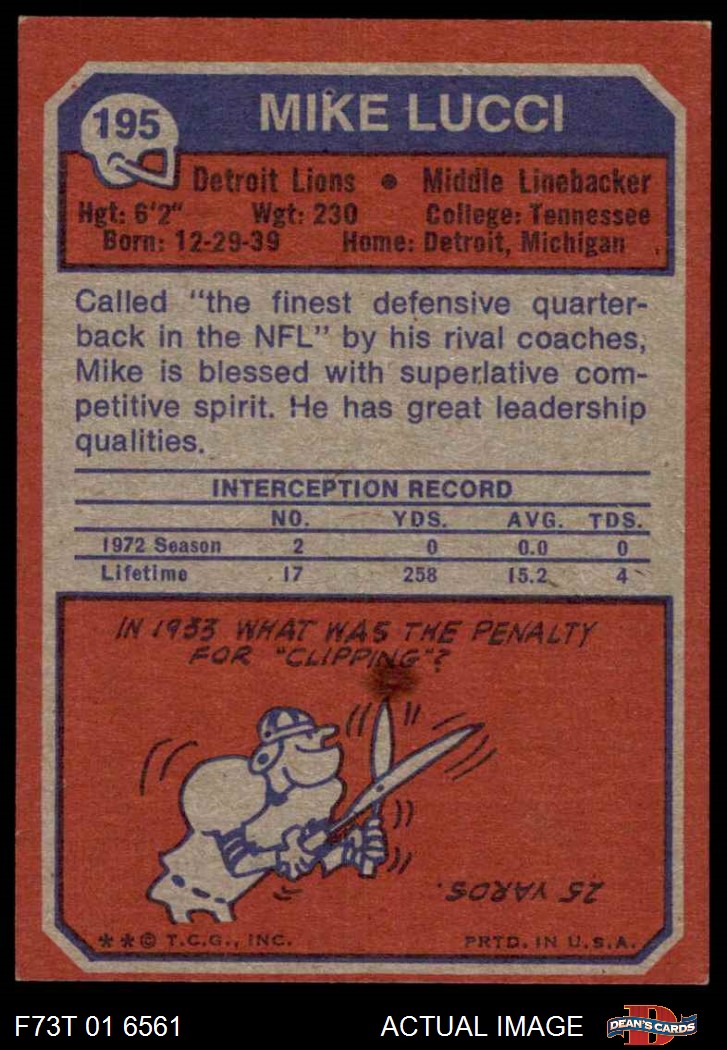 195
MIKE LUCCI
Detroit Lions • Middle Linebacker
Hgt: 6'2" Wgt: 230 College: Tennessee
Born: 12-29-39 Home: Detroit, Michigan
Called "the finest defensive quarter-
back in the NFL" by his rival coaches,
Mike is blessed with superlative com-
petitive spirit. He has great leadership
qualities.
INTERCEPTION RECORD
NO. YDS. AVG. TDS.
1972 Season 2 0 0.0 0
Lifetime 17 258 15.2 4
IN 1933 WHAT WAS THE PENALTY
FOR "CLIPPING"?
25 YARDS.
**© T.C.G., INC. PRTD. IN U.S.A.
F73T 01 6561 ACTUAL IMAGE
D
DEAN'S CARDS